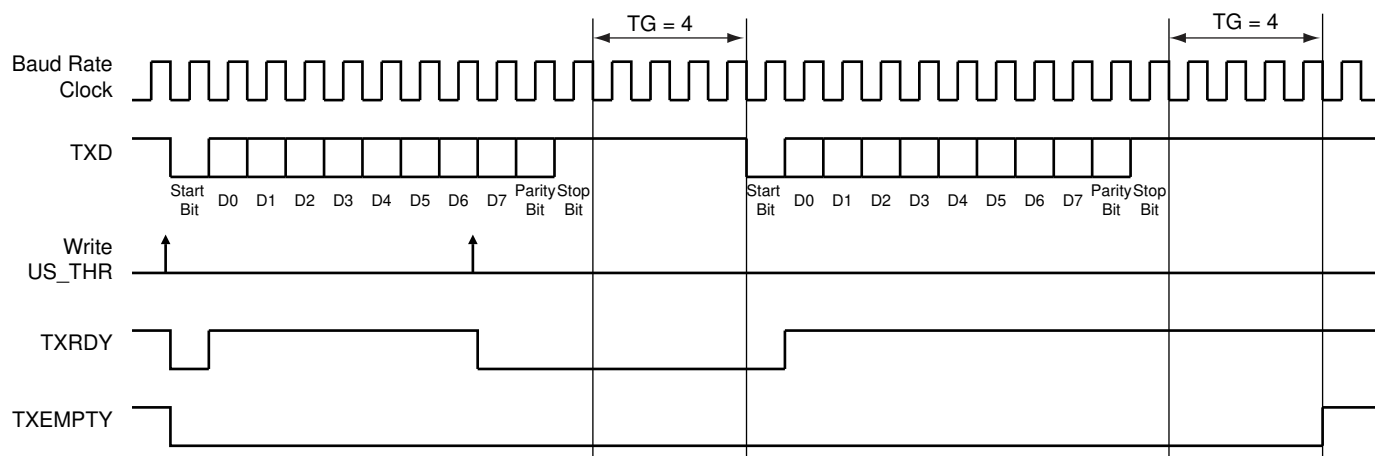 TG = 4
TG = 4
Baud Rate
Clock
TXD
Start
Bit
D0
D1
D2
D3
D4
D5
D6
D7
Parity
Bit
Stop
Bit
Start
Bit
D0
D1
D2
D3
D4
D5
D6
D7
Parity
Bit
Stop
Bit
Write
US_THR
TXRDY
TXEMPTY